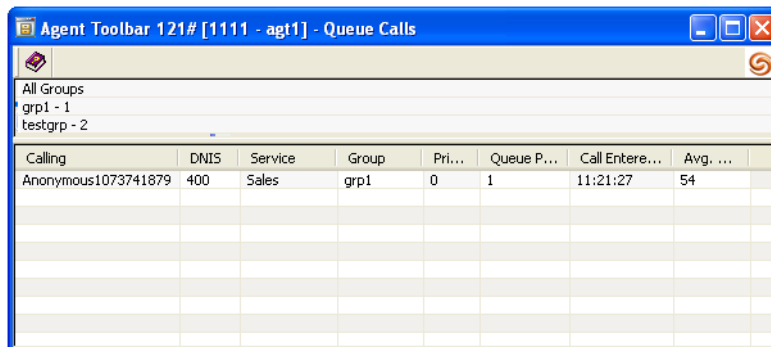 Agent Toolbar 121# [1111 - agt1] - Queue Calls
All Groups
grp1 - 1
testgrp - 2
Calling DNIS Service Group Pri... Queue P... Call Entere... Avg. ...
Anonymous1073741879 400 Sales grp1 0 1 11:21:27 54